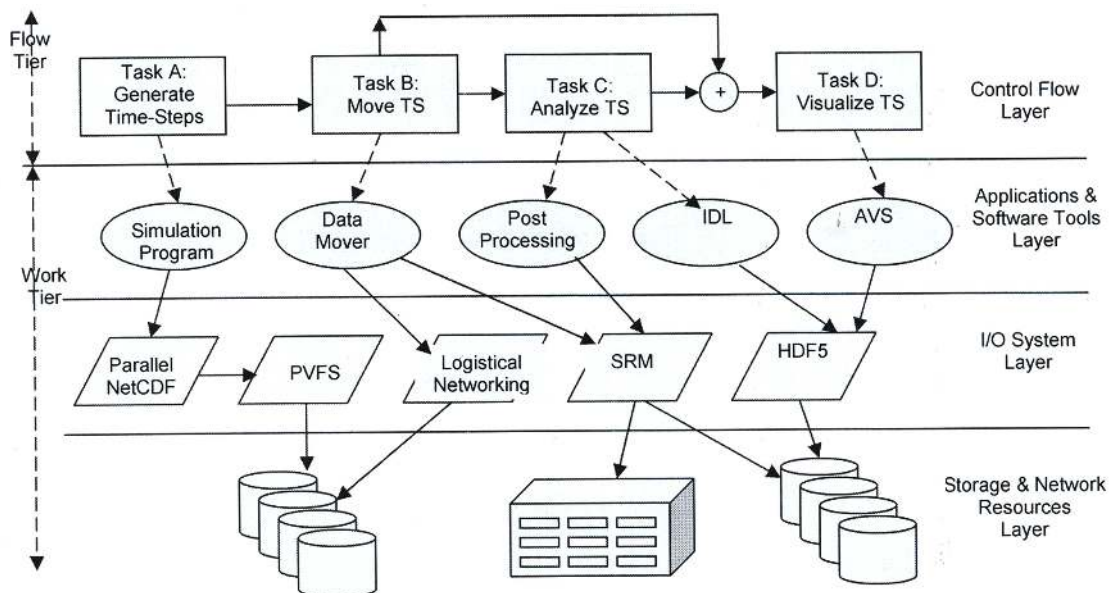 Flow
Tier
Task A:
Generate
Time-Steps
Task B:
Move TS
Task C:
Analyze TS
+
Task D:
Visualize TS
Control Flow
Layer
Work
Tier
Simulation
Program
Data
Mover
Post
Processing
IDL
AVS
Applications &
Software Tools
Layer
Parallel
NetCDF
PVFS
Logistical
Networking
SRM
HDF5
I/O System
Layer
Storage & Network
Resources
Layer